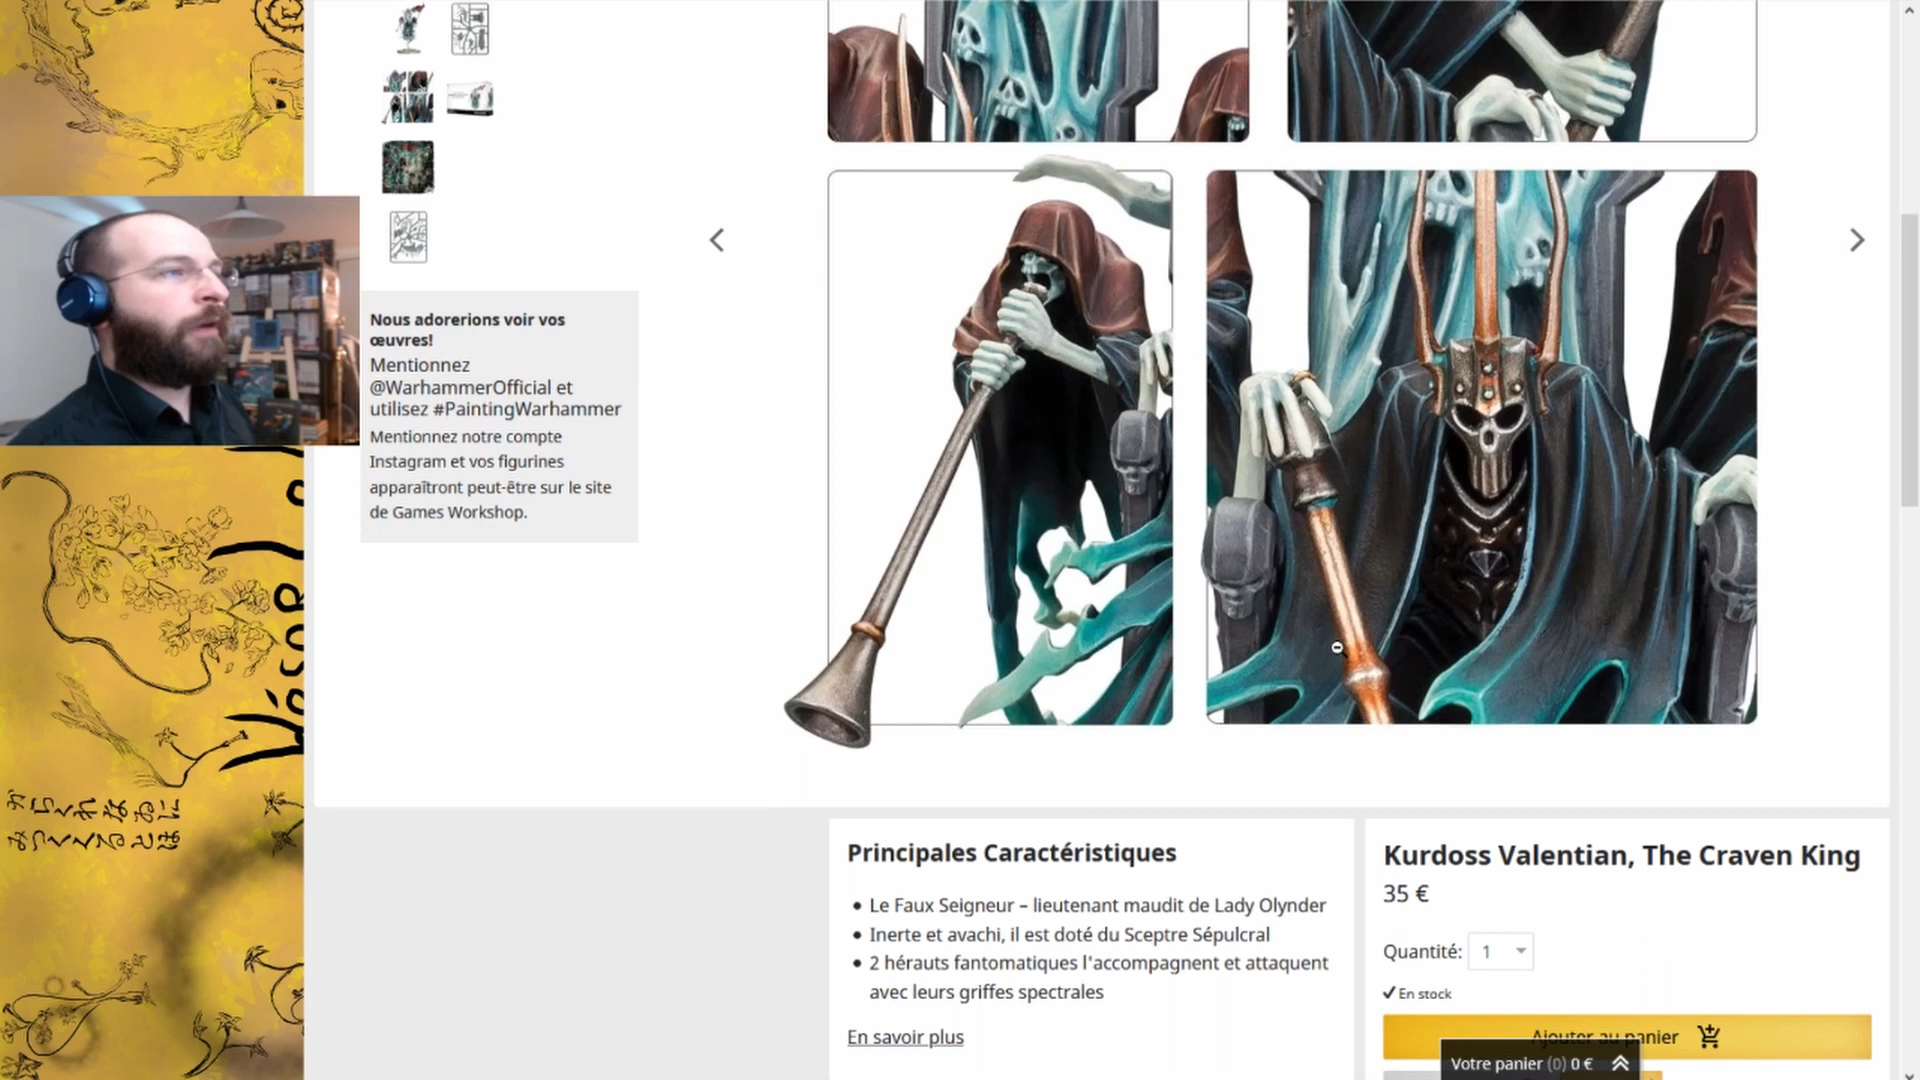 Nous adorerions voir vos
œuvres!
Mentionnez
@WarhammerOfficial et
utilisez #PaintingWarhammer
Mentionnez notre compte
Instagram et vos figurines
apparaîtront peut-être sur le site
de Games Workshop.
Principales Caractéristiques
• Le Faux Seigneur – lieutenant maudit de Lady Olynder
• Inerte et avachi, il est doté du Sceptre Sépulcral
• 2 hérauts fantomatiques l'accompagnent et attaquent
avec leurs griffes spectrales
En savoir plus
Kurdoss Valentian, The Craven King
35 €
Quantité: 1
En stock
Ajouter au panier
Votre panier (0) 0 €